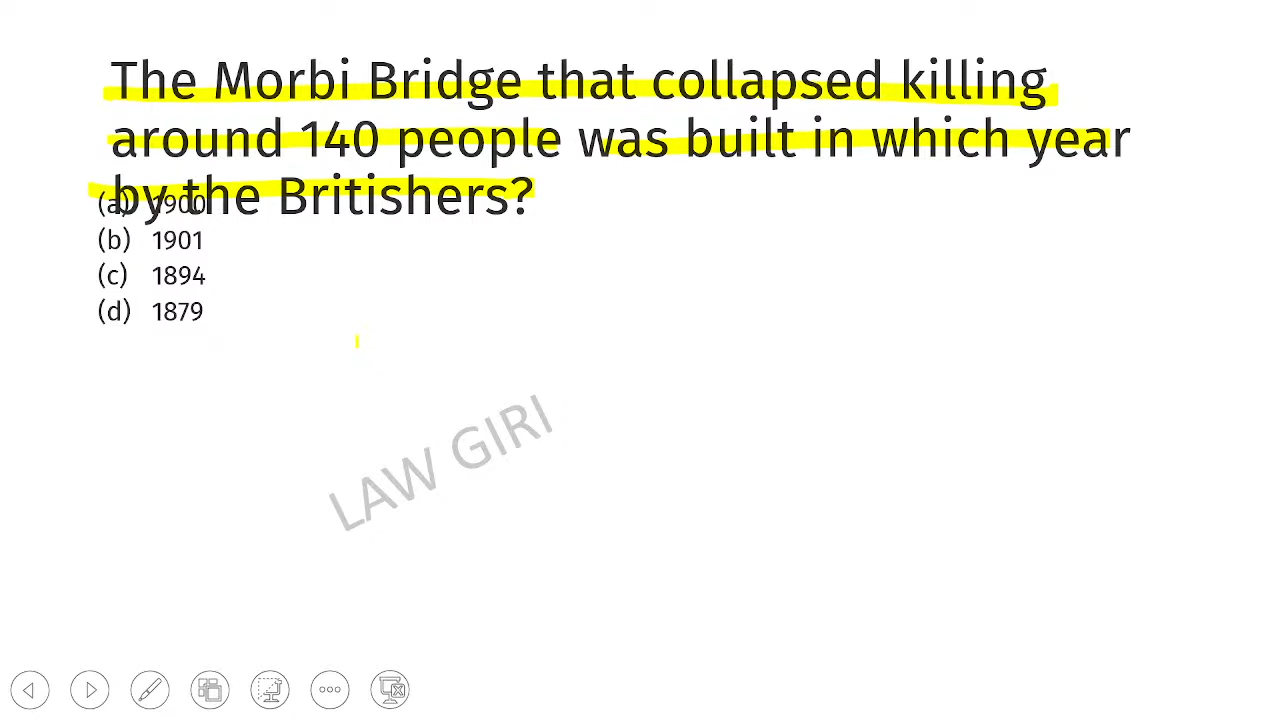 The Morbi Bridge that collapsed killing
around 140 people was built in which year
by the Britishers?
(a) 1900
(b) 1901
(c) 1894
(d) 1879
LAW GIRI